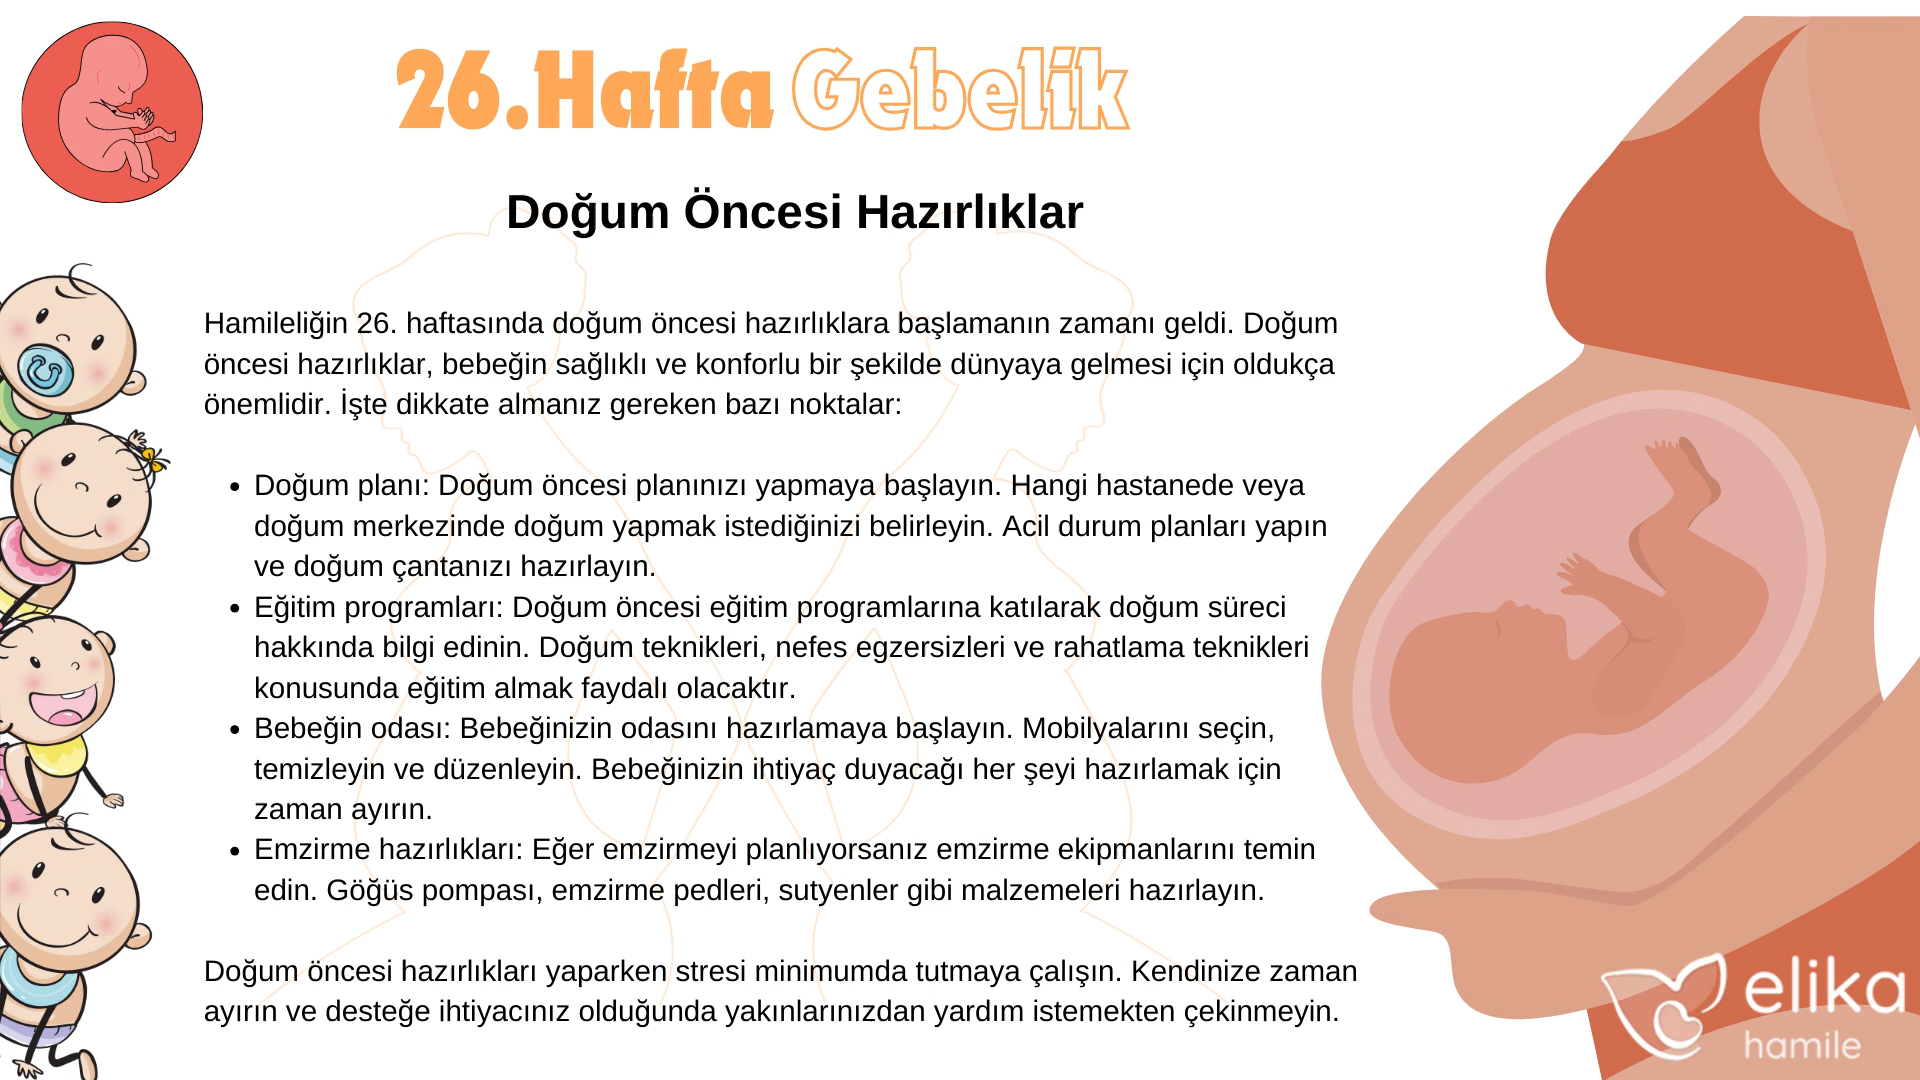 26.Hafta Gebelik
Doğum Öncesi Hazırlıklar
Hamileliğin 26. haftasında doğum öncesi hazırlıklara başlamanın zamanı geldi. Doğum
öncesi hazırlıklar, bebeğin sağlıklı ve konforlu bir şekilde dünyaya gelmesi için oldukça
önemlidir. İşte dikkate almanız gereken bazı noktalar:
• Doğum planı: Doğum öncesi planınızı yapmaya başlayın. Hangi hastanede veya
doğum merkezinde doğum yapmak istediğinizi belirleyin. Acil durum planları yapın
ve doğum çantanızı hazırlayın.
• Eğitim programları: Doğum öncesi eğitim programlarına katılarak doğum süreci
hakkında bilgi edinin. Doğum teknikleri, nefes egzersizleri ve rahatlama teknikleri
konusunda eğitim almak faydalı olacaktır.
• Bebeğin odası: Bebeğinizin odasını hazırlamaya başlayın. Mobilyalarını seçin,
temizleyin ve düzenleyin. Bebeğinizin ihtiyaç duyacağı her şeyi hazırlamak için
zaman ayırın.
• Emzirme hazırlıkları: Eğer emzirmeyi planlıyorsanız emzirme ekipmanlarını temin
edin. Göğüs pompası, emzirme pedleri, sutyenler gibi malzemeleri hazırlayın.
Doğum öncesi hazırlıkları yaparken stresi minimumda tutmaya çalışın. Kendinize zaman
ayırın ve desteğe ihtiyacınız olduğunda yakınlarınızdan yardım istemekten çekinmeyin.
elika
hamile